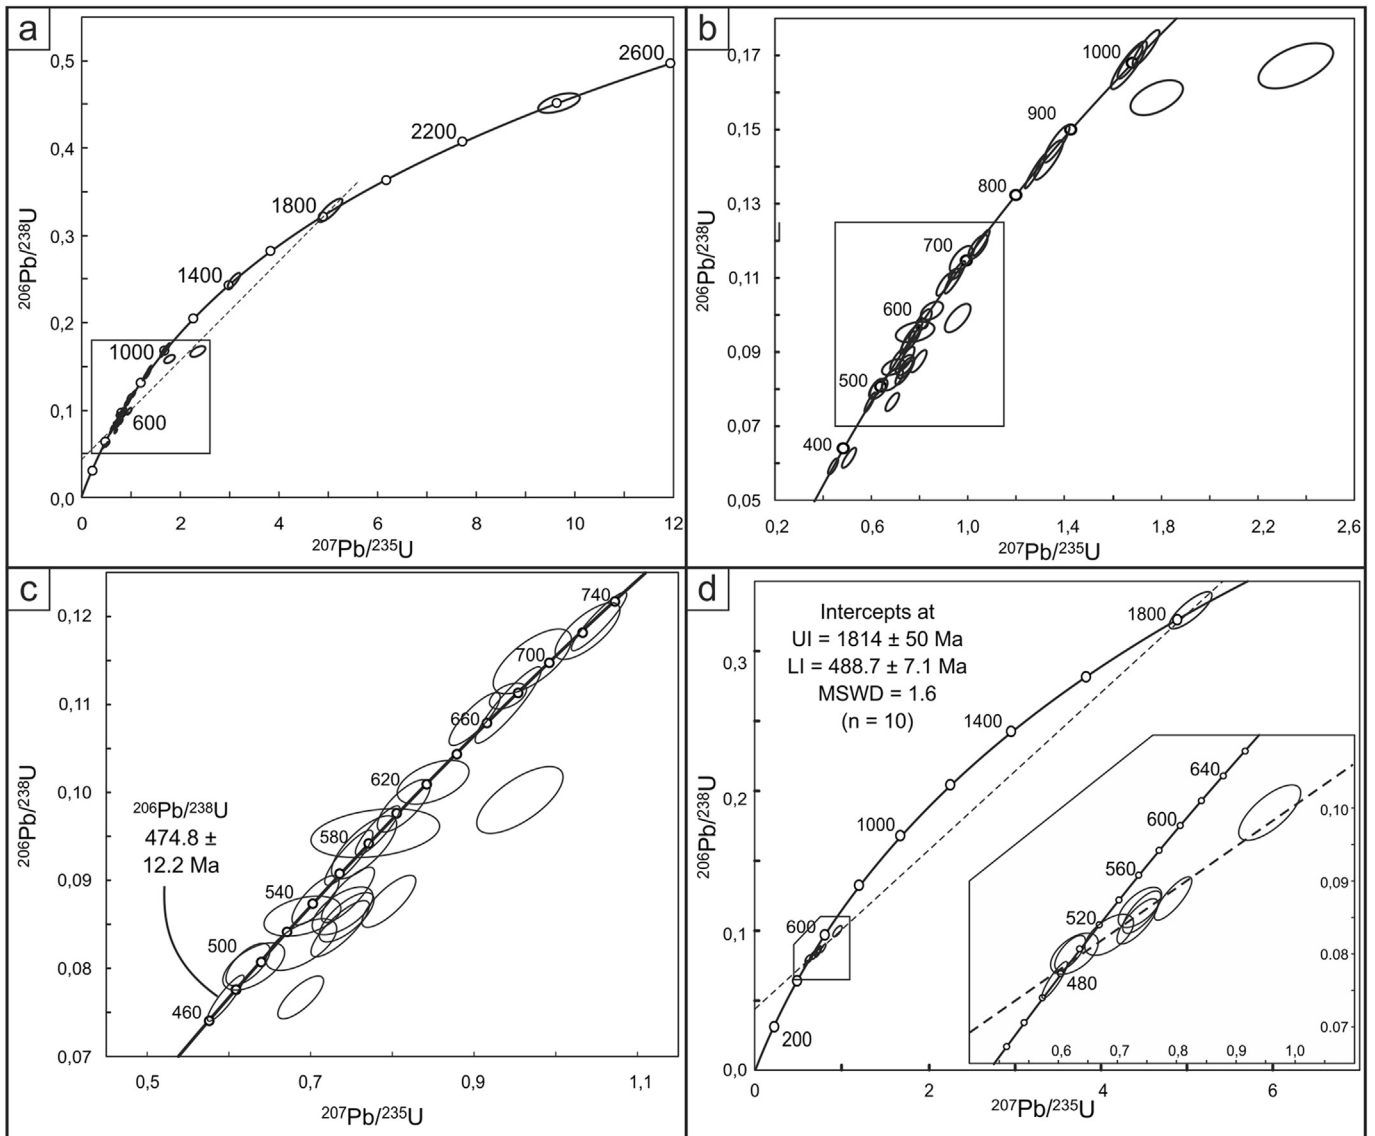 a
2600
0,5
2200
0,4
1800
0,3
1400
0,2
1000
0,1
600
0,0
0 2 4 6 8 10 12
206Pb/238U
207Pb/235U
b
0,17
1000
0,15
900
800
0,13
700
0,11
600
0,09
500
0,07
400
0,05
0,2 0,6 1,0 1,4 1,8 2,2 2,6
206Pb/238U
207Pb/235U
c
740
0,12
700
0,11
660
620
0,10
206Pb/238U
474.8 ±
12.2 Ma
580
0,09
540
500
0,08
460
0,07
0,5 0,7 0,9 1,1
206Pb/238U
207Pb/235U
d
Intercepts at
UI = 1814 ± 50 Ma
LI = 488.7 ± 7.1 Ma
MSWD = 1.6
(n = 10)
1800
0,3
1400
0,2
1000
0,1
600
200
0,0
0 2 4 6
206Pb/238U
207Pb/235U
640
600
0,10
560
0,09
520
0.08
480
0.07
0,6 0,7 0,8 0,9 1,0